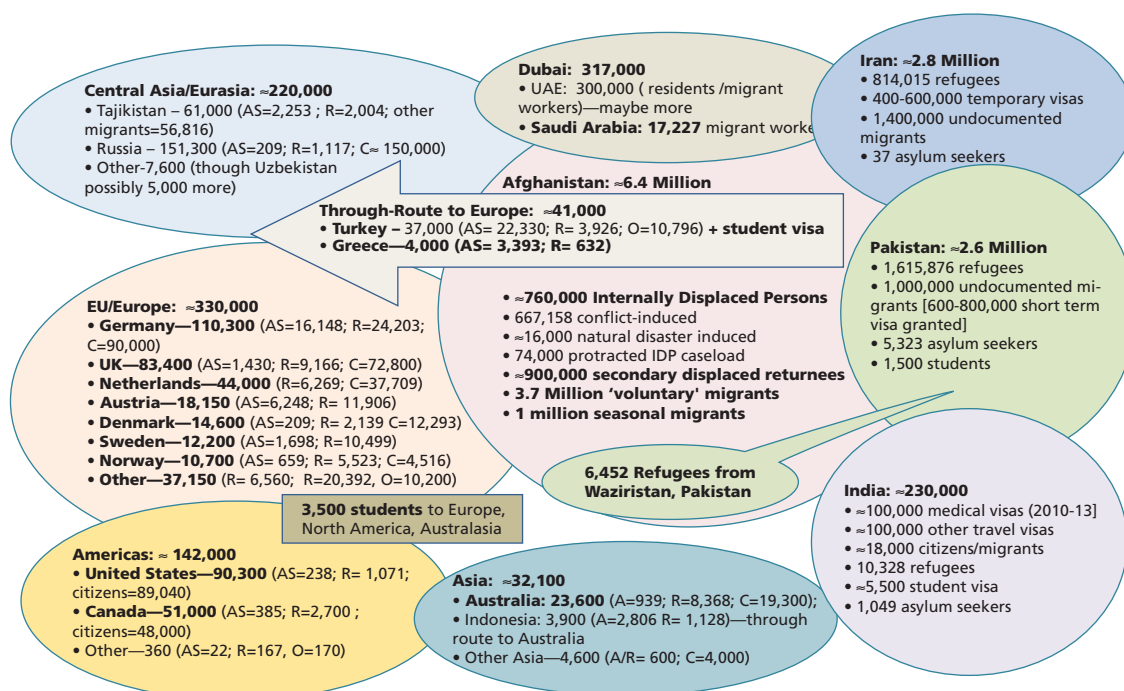 Central Asia/Eurasia: ≈220,000
• Tajikistan – 61,000 (AS=2,253 ; R=2,004; other
migrants=56,816)
• Russia – 151,300 (AS=209; R=1,117; C≈ 150,000)
• Other-7,600 (though Uzbekistan
possibly 5,000 more)
Dubai: 317,000
• UAE: 300,000 ( residents /migrant
workers)—maybe more
• Saudi Arabia: 17,227 migrant worke
Iran: ≈2.8 Million
• 814,015 refugees
• 400-600,000 temporary visas
• 1,400,000 undocumented
migrants
• 37 asylum seekers
Afghanistan: ≈6.4 Million
Through-Route to Europe: ≈41,000
• Turkey – 37,000 (AS= 22,330; R= 3,926; O=10,796) + student visa
• Greece—4,000 (AS= 3,393; R= 632)
Pakistan: ≈2.6 Million
• 1,615,876 refugees
• 1,000,000 undocumented mi-
grants [600-800,000 short term
visa granted]
• 5,323 asylum seekers
• 1,500 students
EU/Europe: ≈330,000
• Germany—110,300 (AS=16,148; R=24,203;
C=90,000)
• UK—83,400 (AS=1,430; R=9,166; C=72,800)
• Netherlands—44,000 (R=6,269; C=37,709)
• Austria—18,150 (AS=6,248; R= 11,906)
• Denmark—14,600 (AS=209; R= 2,139 C=12,293)
• Sweden—12,200 (AS=1,698; R=10,499)
• Norway—10,700 (AS= 659; R= 5,523; C=4,516)
• Other—37,150 (R= 6,560; R=20,392, O=10,200)
• ≈760,000 Internally Displaced Persons
• 667,158 conflict-induced
• ≈16,000 natural disaster induced
• 74,000 protracted IDP caseload
• ≈900,000 secondary displaced returnees
• 3.7 Million ‘voluntary' migrants
• 1 million seasonal migrants
6,452 Refugees from
Waziristan, Pakistan
3,500 students to Europe,
North America, Australasia
India: ≈230,000
• ≈100,000 medical visas (2010-13]
• ≈100,000 other travel visas
• ≈18,000 citizens/migrants
• 10,328 refugees
• ≈5,500 student visa
• 1,049 asylum seekers
Americas: ≈ 142,000
• United States—90,300 (AS=238; R= 1,071;
citizens=89,040)
• Canada—51,000 (AS=385; R=2,700 ;
citizens=48,000)
• Other—360 (AS=22; R=167, O=170)
Asia: ≈32,100
• Australia: 23,600 (A=939; R=8,368; C=19,300);
• Indonesia: 3,900 (A=2,806 R= 1,128)—through
route to Australia
• Other Asia—4,600 (A/R= 600; C=4,000)